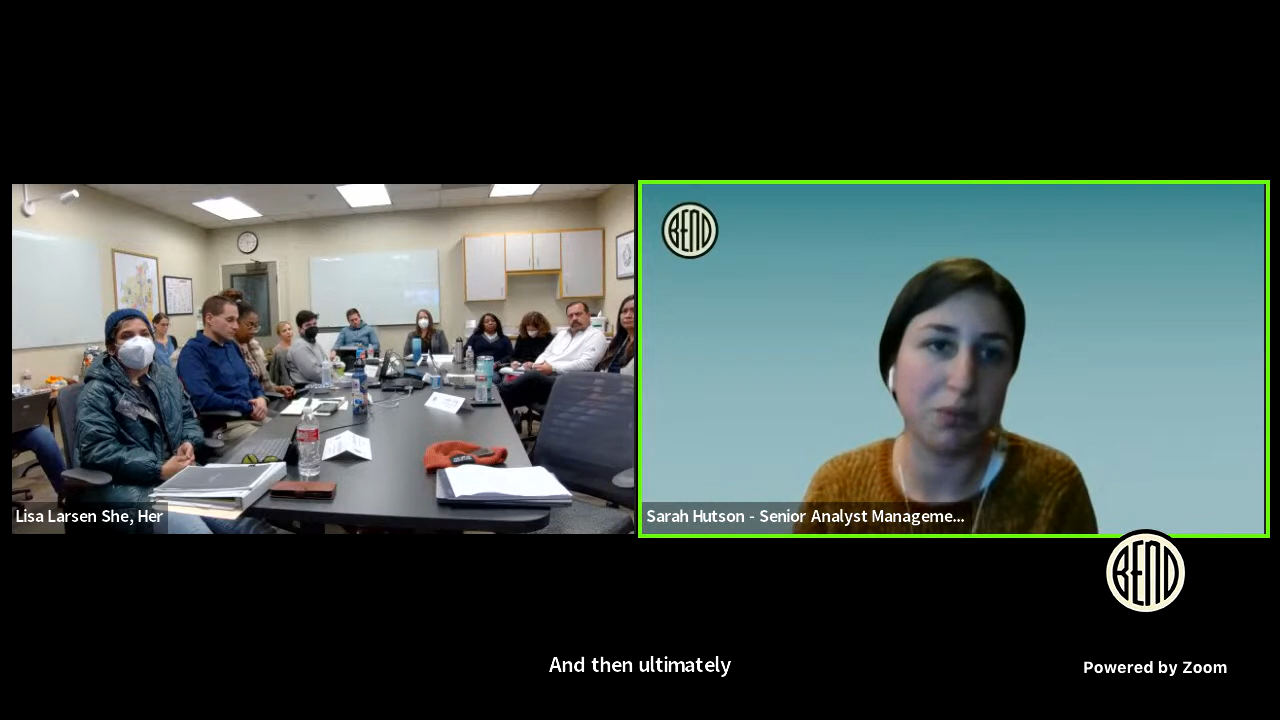 BEND
Lisa Larsen She, Her
Sarah Hutson - Senior Analyst Manageme...
BEND
And then ultimately
Powered by Zoom